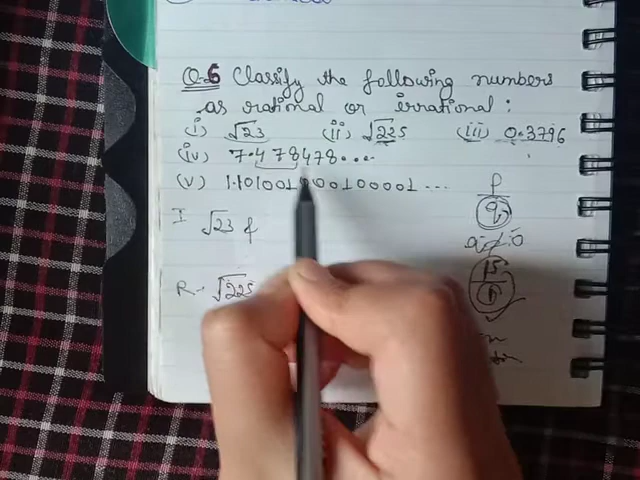 Q.6 Classify the following numbers
as rational or irrational :
(i) √23 (ii) √225 (iii) 0.3796
(iv) 7.478478....
(v) 1.101001000100001 ...
p
q
q ≠ 0
I √23
R - √225